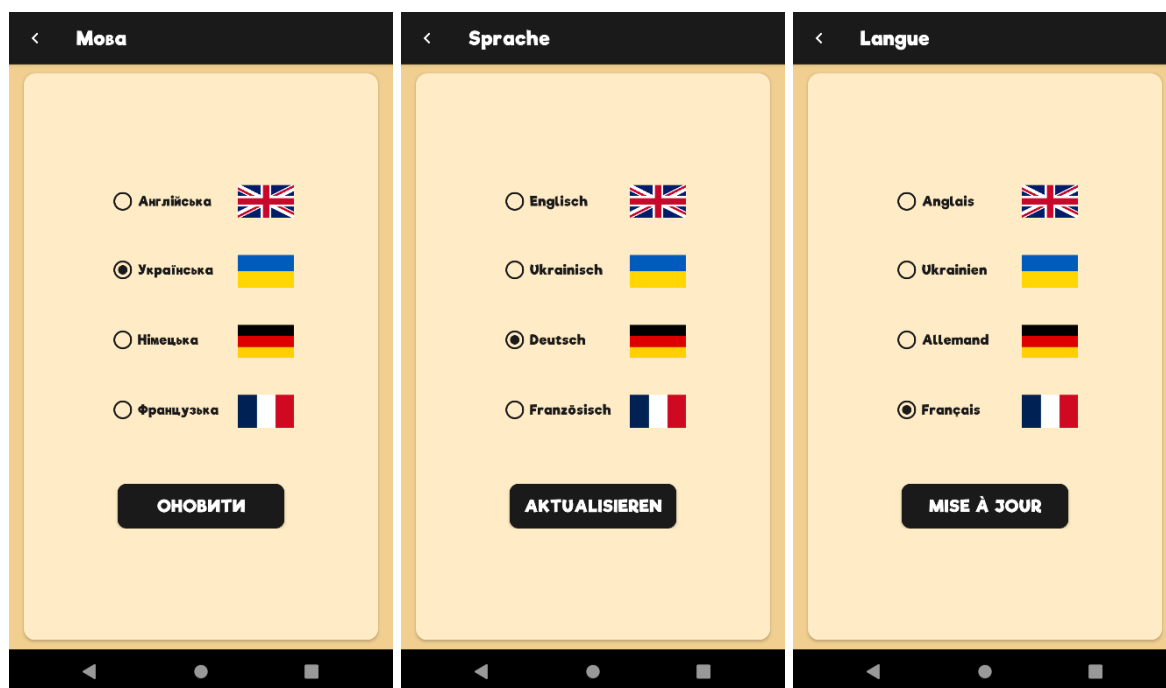 Мова
Англійська
Українська
Німецька
Французька
ОНОВИТИ
Sprache
Englisch
Ukrainisch
Deutsch
Französisch
AKTUALISIEREN
Langue
Anglais
Ukrainien
Allemand
Français
MISE À JOUR